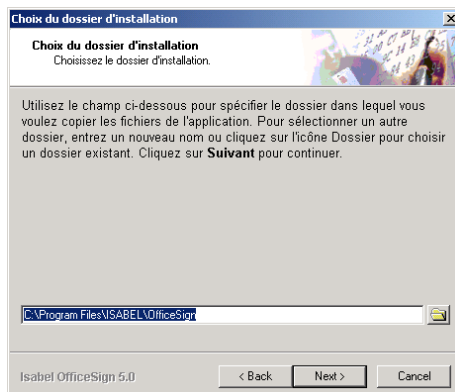 Choix du dossier d'installation
Choix du dossier d'installation
Choisissez le dossier d'installation.
Utilisez le champ ci-dessous pour spécifier le dossier dans lequel vous
voulez copier les fichiers de l'application. Pour sélectionner un autre
dossier, entrez un nouveau nom ou cliquez sur l'icône Dossier pour choisir
un dossier existant. Cliquez sur Suivant pour continuer.
C:\Program Files\ISABEL\OfficeSign
Isabel OfficeSign 5.0
< Back Next > Cancel